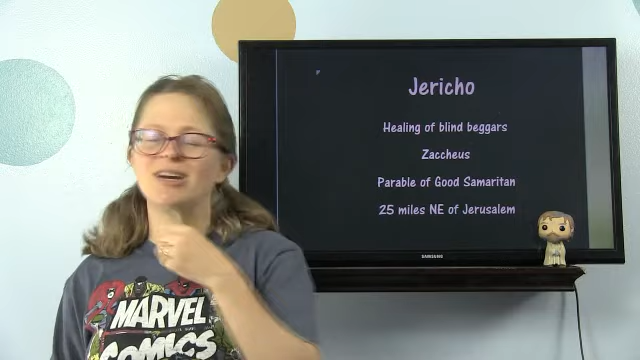 Jericho
Healing of blind beggars
Zaccheus
Parable of Good Samaritan
25 miles NE of Jerusalem
SAMSUNG
MARVEL
COMICS